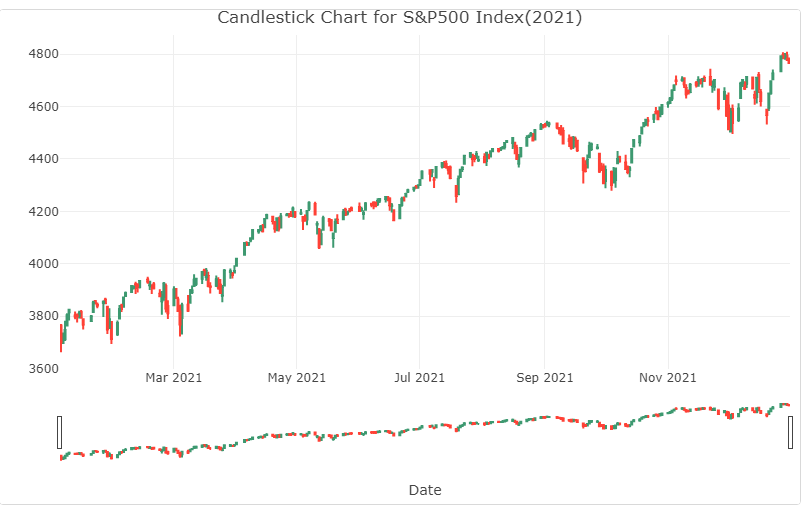 Candlestick Chart for S&P500 Index(2021)
4800
4600
4400
4200
4000
3800
3600
Mar 2021 May 2021 Jul 2021 Sep 2021 Nov 2021
Date